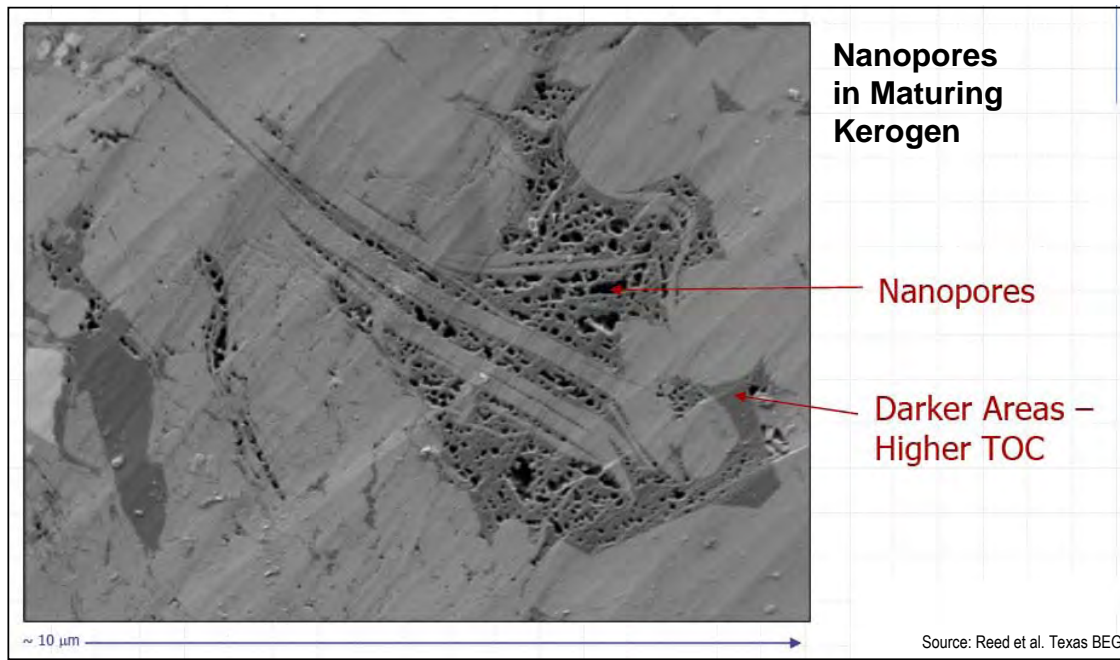 Nanopores
in Maturing
Kerogen
Nanopores
Darker Areas –
Higher TOC
~ 10 µm
Source: Reed et al. Texas BEG